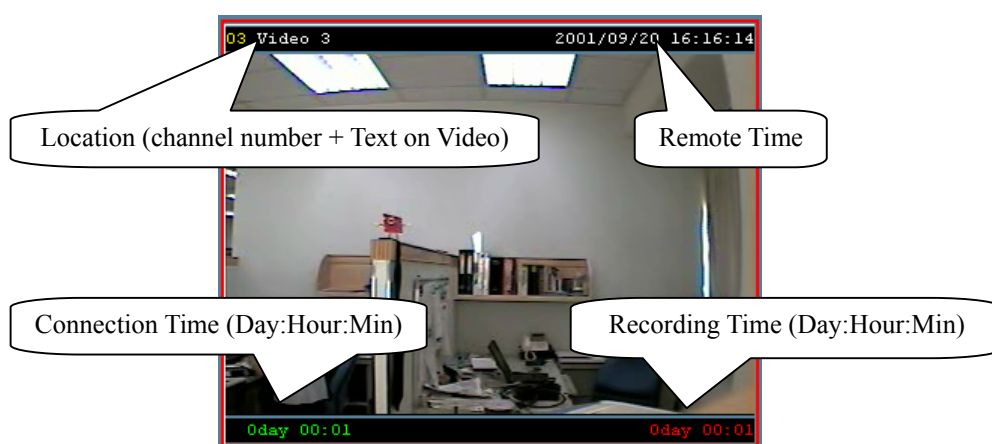 03 Video 3 2001/09/20 16:16:14
Location (channel number + Text on Video)
Remote Time
Connection Time (Day:Hour:Min)
Recording Time (Day:Hour:Min)
0day 00:01
0day 00:01